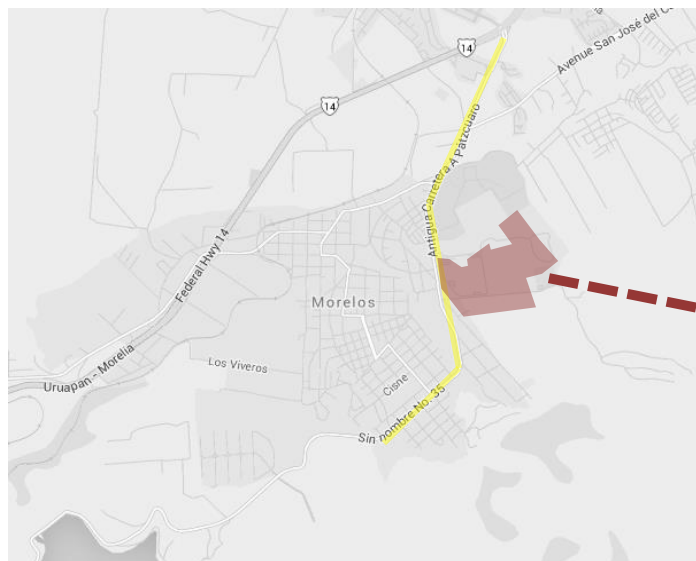 14
Avenue San José del C
14
Antigua Carretera A Pátzcuaro
Federal Hwy 14
Morelos
Los Viveros
Uruapan - Morelia
Cisne
Sin nombre No. 35